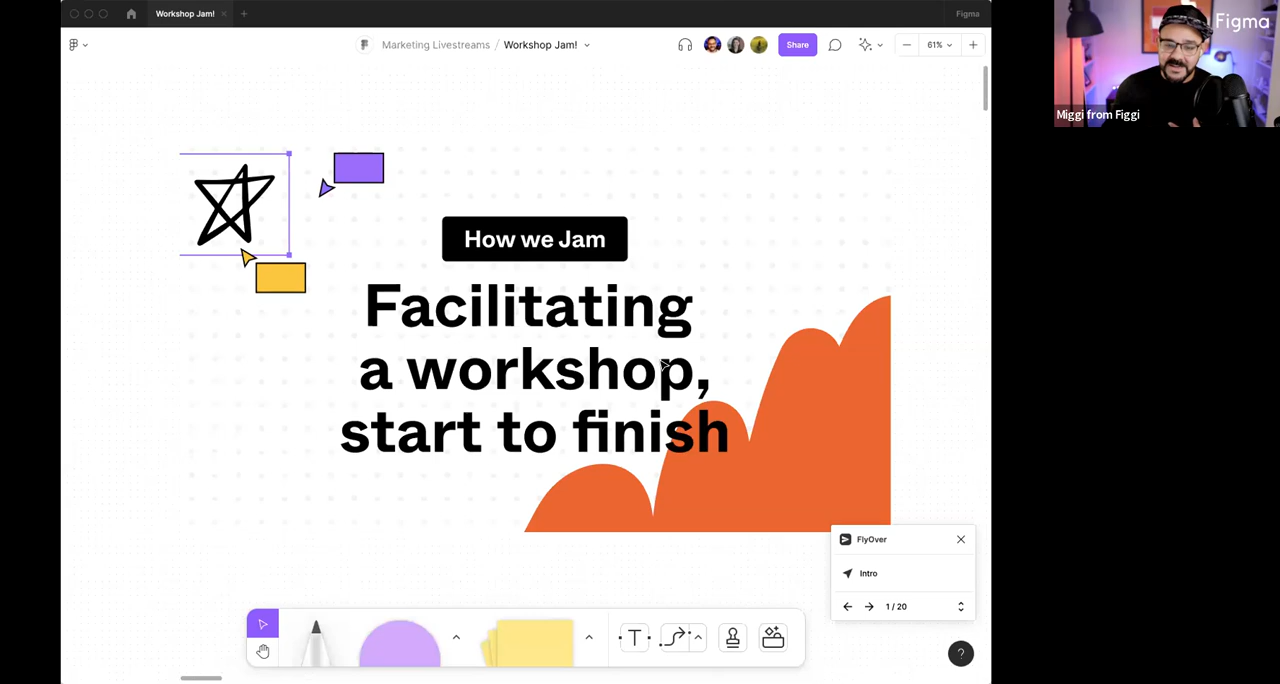 Workshop Jam!
Figma
Marketing Livestreams / Workshop Jam!
Share
61%
Figma
Miggi from Figgi
How we Jam
Facilitating
a workshop,
start to finish
FlyOver
Intro
1 / 20
T
?